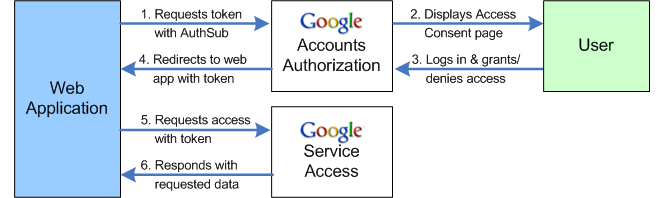 Web
Application
1. Requests token
with AuthSub
4. Redirects to web
app with token
Google
Accounts
Authorization
2. Displays Access
Consent page
3. Logs in & grants/
denies access
User
5. Requests access
with token
6. Responds with
requested data
Google
Service
Access